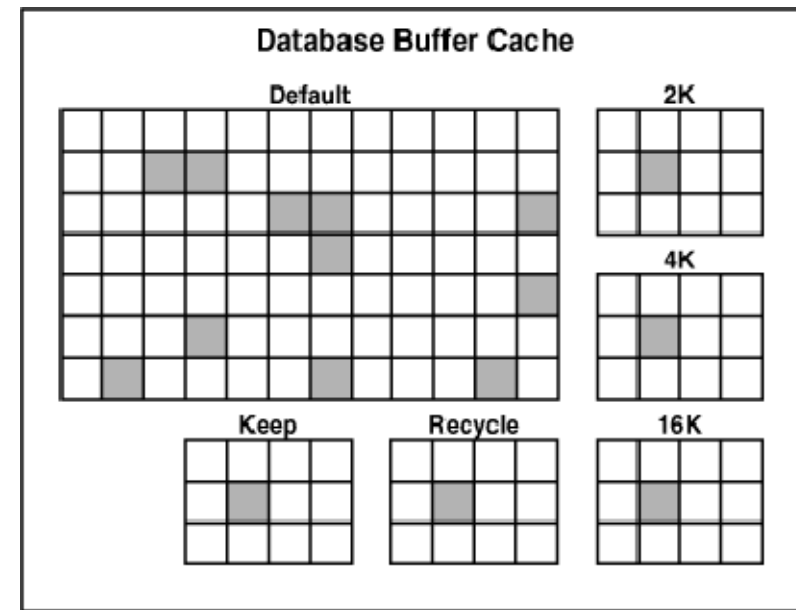 Database Buffer Cache
Default
2K
4K
Keep
Recycle
16K